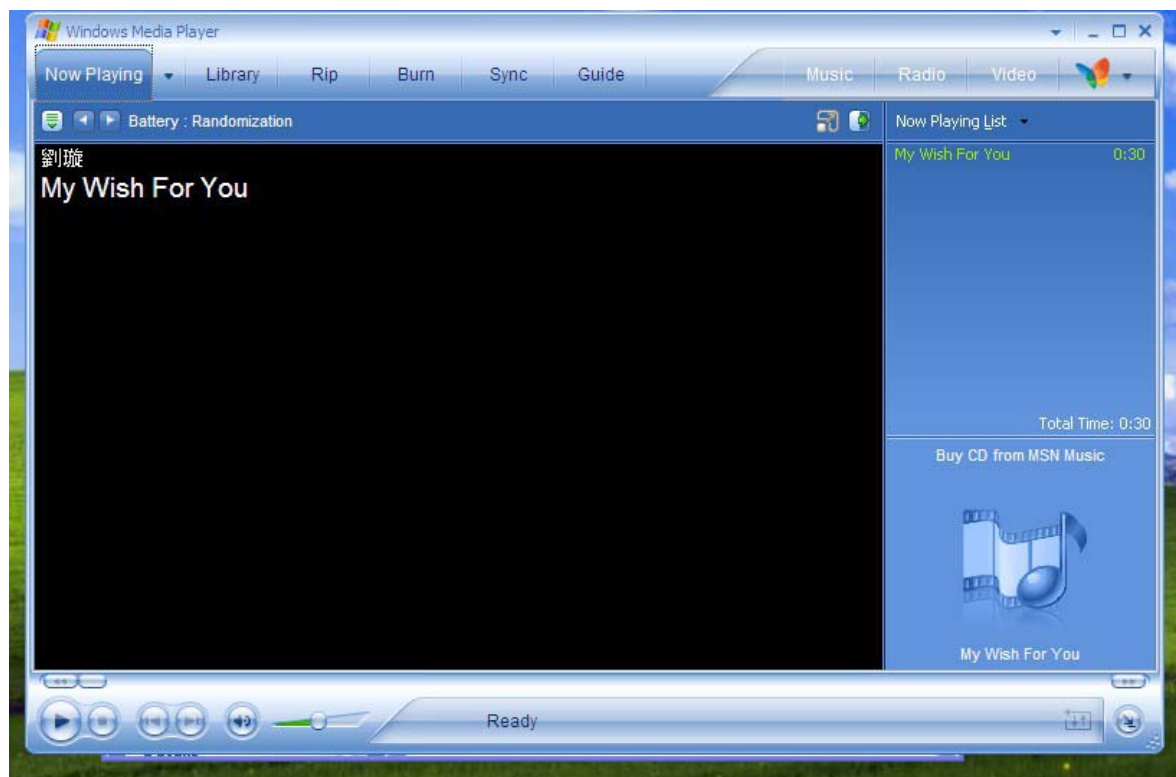 Windows Media Player
Now Playing Library Rip Burn Sync Guide Music Radio Video
Battery : Randomization
Now Playing List
劉璇
My Wish For You
My Wish For You 0:30
Total Time: 0:30
Buy CD from MSN Music
My Wish For You
Ready